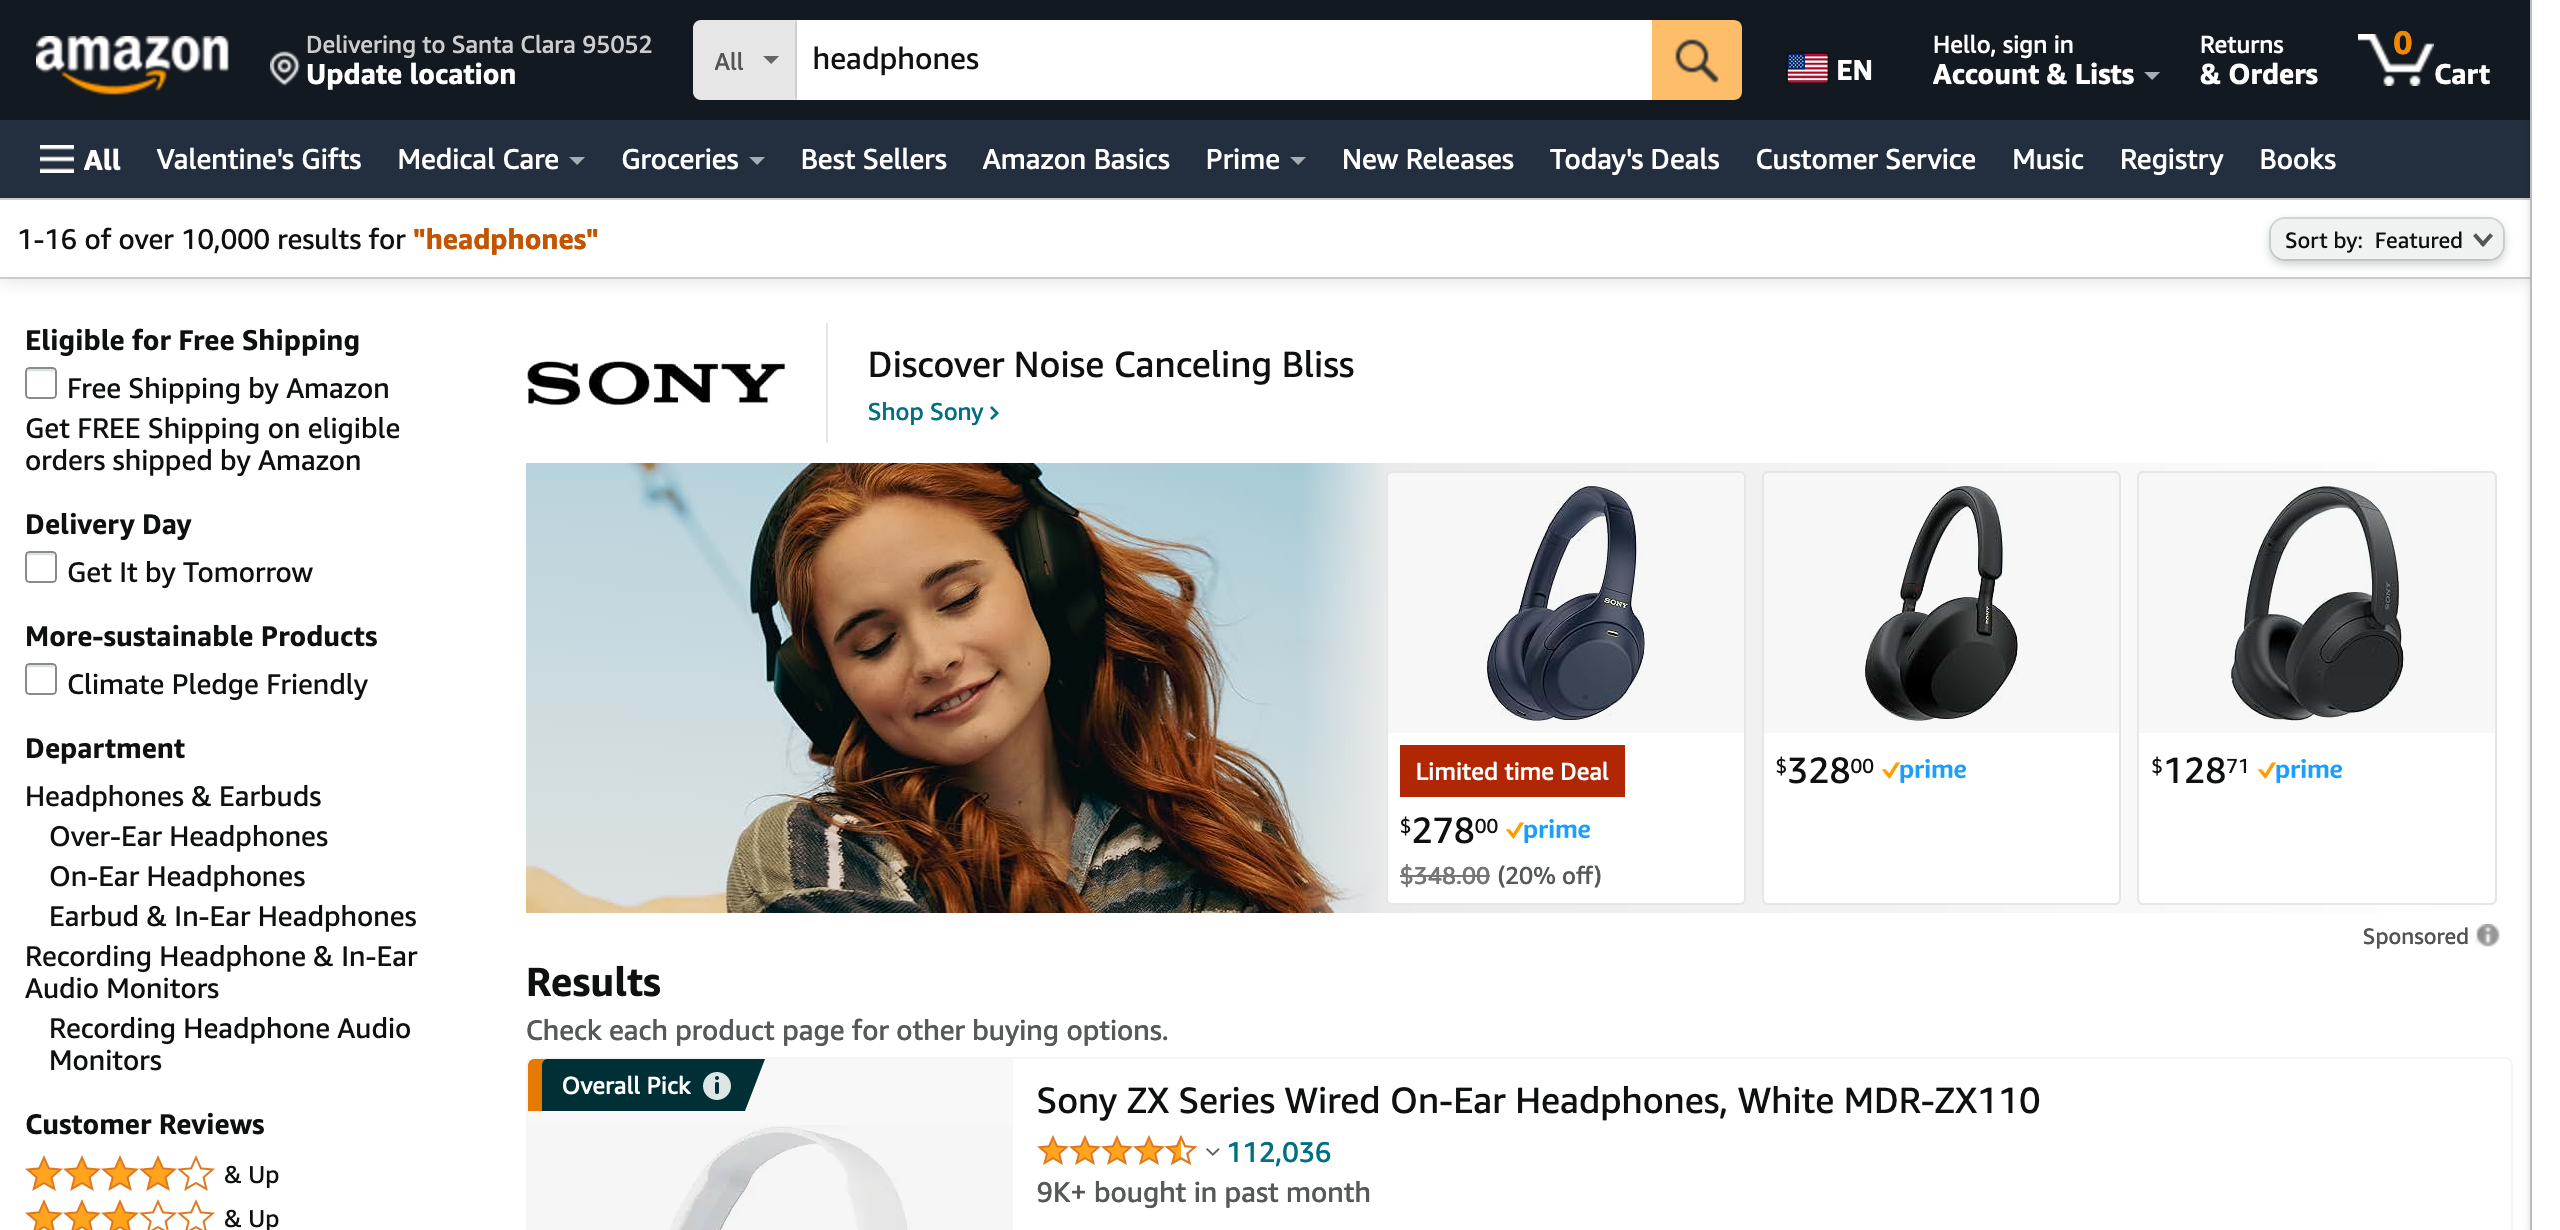 amazon
Delivering to Santa Clara 95052
Update location
All
headphones
EN
Hello, sign in
Account & Lists
Returns
& Orders
0
Cart
All
Valentine's Gifts
Medical Care
Groceries
Best Sellers
Amazon Basics
Prime
New Releases
Today's Deals
Customer Service
Music
Registry
Books
1-16 of over 10,000 results for "headphones"
Sort by: Featured
Eligible for Free Shipping
Free Shipping by Amazon
Get FREE Shipping on eligible
orders shipped by Amazon
Delivery Day
Get It by Tomorrow
More-sustainable Products
Climate Pledge Friendly
Department
Headphones & Earbuds
Over-Ear Headphones
On-Ear Headphones
Earbud & In-Ear Headphones
Recording Headphone & In-Ear
Audio Monitors
Recording Headphone Audio
Monitors
Customer Reviews
& Up
& Up
SONY
Discover Noise Canceling Bliss
Shop Sony
SONY
SONY
SONY
Limited time Deal
$27800 prime
$348.00 (20% off)
$32800 prime
$12871 prime
Sponsored
Results
Check each product page for other buying options.
Overall Pick
Sony ZX Series Wired On-Ear Headphones, White MDR-ZX110
112,036
9K+ bought in past month